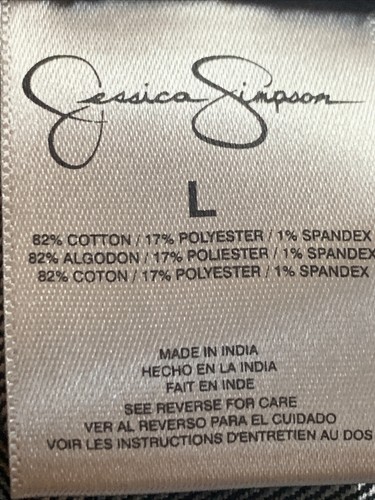 Jessica Simpson
L
82% COTTON / 17% POLYESTER / 1% SPANDEX
82% ALGODON / 17% POLIESTER / 1% SPANDEX
82% COTON / 17% POLYESTER / 1% SPANDEX
MADE IN INDIA
HECHO EN LA INDIA
FAIT EN INDE
SEE REVERSE FOR CARE
VER AL REVERSO PARA EL CUIDADO
VOIR LES INSTRUCTIONS D'ENTRETIEN AU DOS